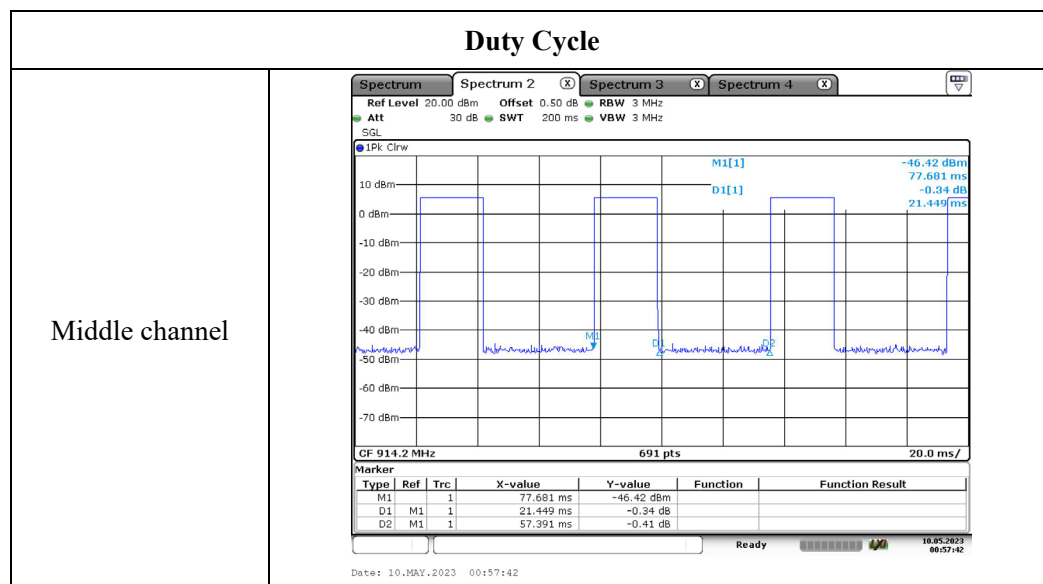 Duty Cycle
Middle channel
Spectrum Spectrum 2 X Spectrum 3 X Spectrum 4 X
Ref Level 20.00 dBm Offset 0.50 dB RBW 3 MHz
Att 30 dB SWT 200 ms VBW 3 MHz
SGL
1Pk Clrw
M1[1] -46.42 dBm
77.681 ms
10 dBm
D1[1] -0.34 dB
21.449 ms
0 dBm
-10 dBm
-20 dBm
-30 dBm
-40 dBm
M1
D1 D2
-50 dBm
-60 dBm
-70 dBm
CF 914.2 MHz 691 pts 20.0 ms/
Marker
Type Ref Trc X-value Y-value Function Function Result
M1 1 77.681 ms -46.42 dBm
D1 M1 1 21.449 ms -0.34 dB
D2 M1 1 57.391 ms -0.41 dB
Ready 10.05.2023
00:57:42
Date: 10.MAY.2023 00:57:42